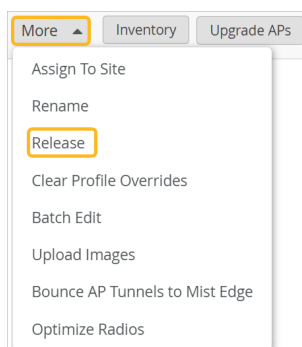 More Inventory Upgrade APs
Assign To Site
Rename
Release
Clear Profile Overrides
Batch Edit
Upload Images
Bounce AP Tunnels to Mist Edge
Optimize Radios